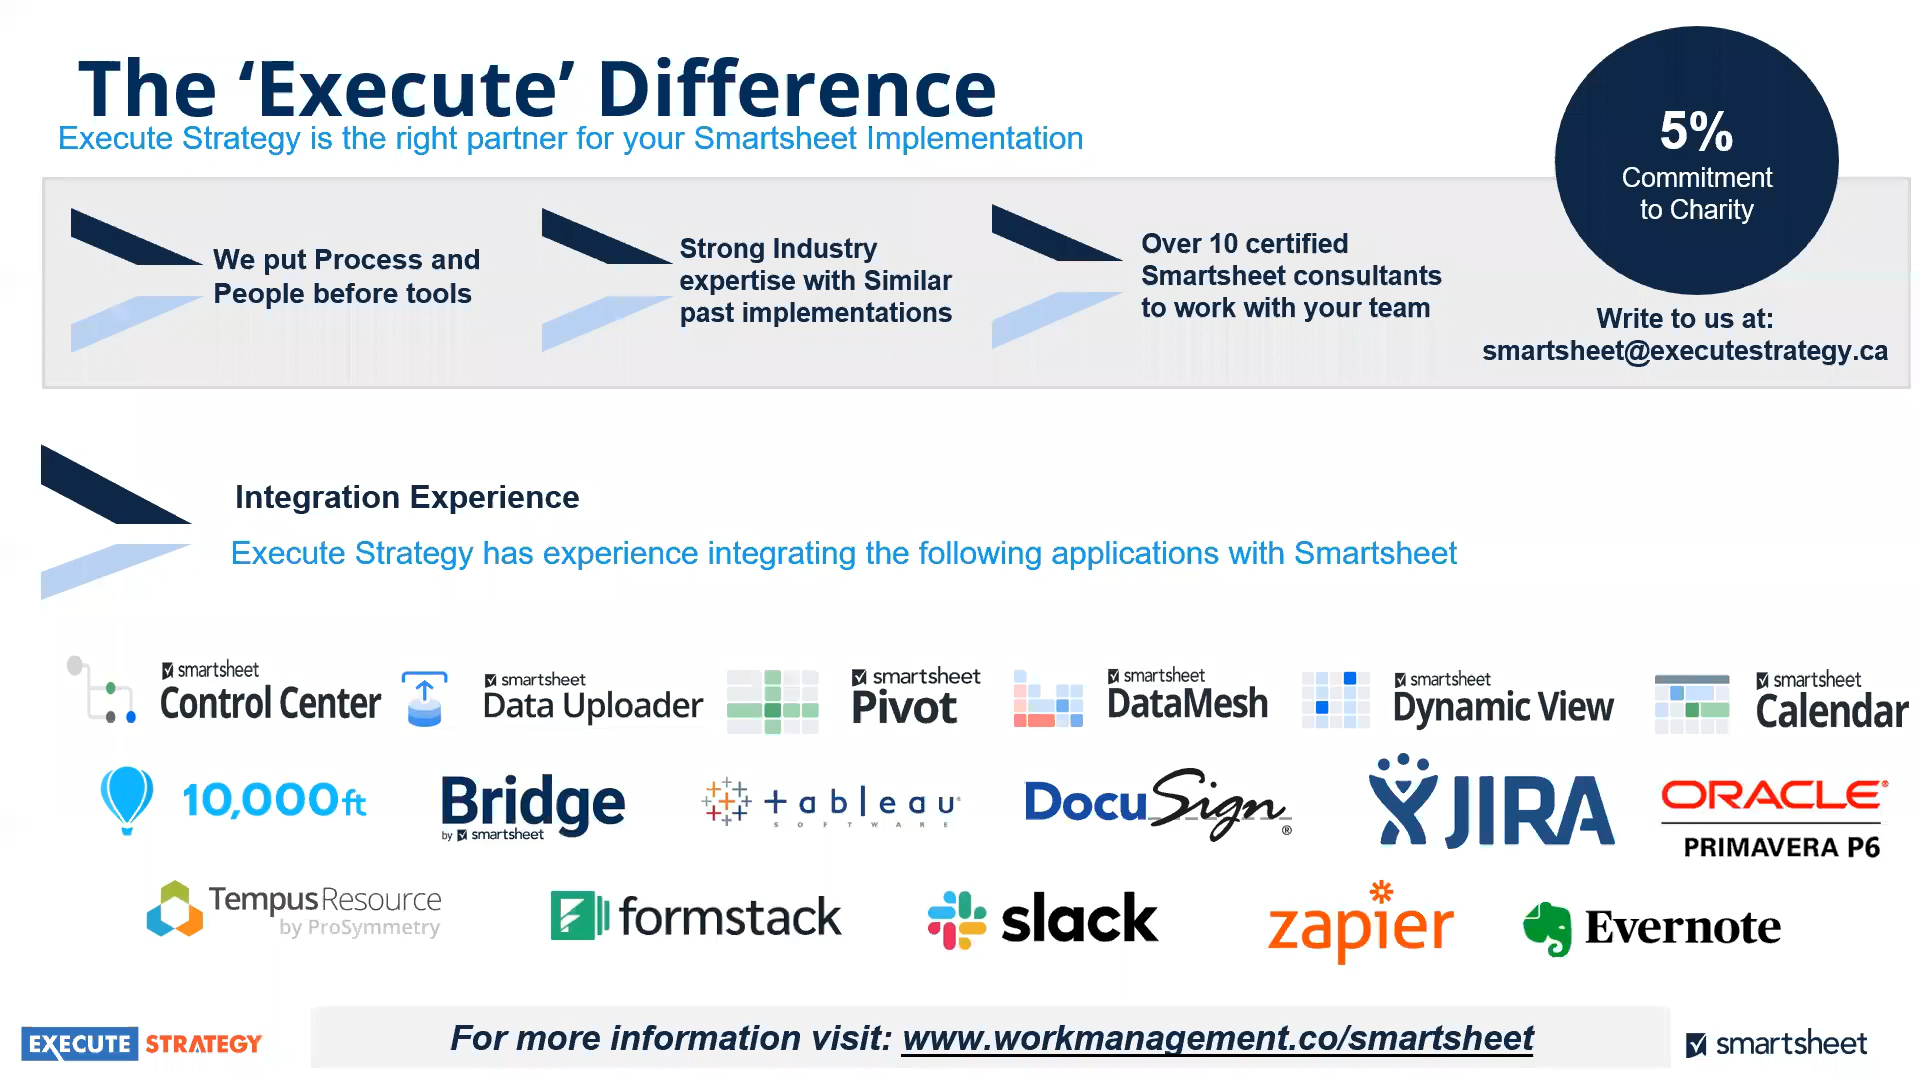 The ‘Execute’ Difference
Execute Strategy is the right partner for your Smartsheet Implementation
5%
Commitment
to Charity
We put Process and
People before tools
Strong Industry
expertise with Similar
past implementations
Over 10 certified
Smartsheet consultants
to work with your team
Write to us at:
smartsheet@executestrategy.ca
Integration Experience
Execute Strategy has experience integrating the following applications with Smartsheet
smartsheet
Control Center
smartsheet
Data Uploader
smartsheet
Pivot
smartsheet
DataMesh
smartsheet
Dynamic View
smartsheet
Calendar
10,000ft
Bridge
by smartsheet
+ableau
SOFTWARE
DocuSign®
JIRA
ORACLE®
PRIMAVERA P6
TempusResource
by ProSymmetry
formstack
slack
zapier
Evernote
EXECUTE STRATEGY
For more information visit: www.workmanagement.co/smartsheet
smartsheet